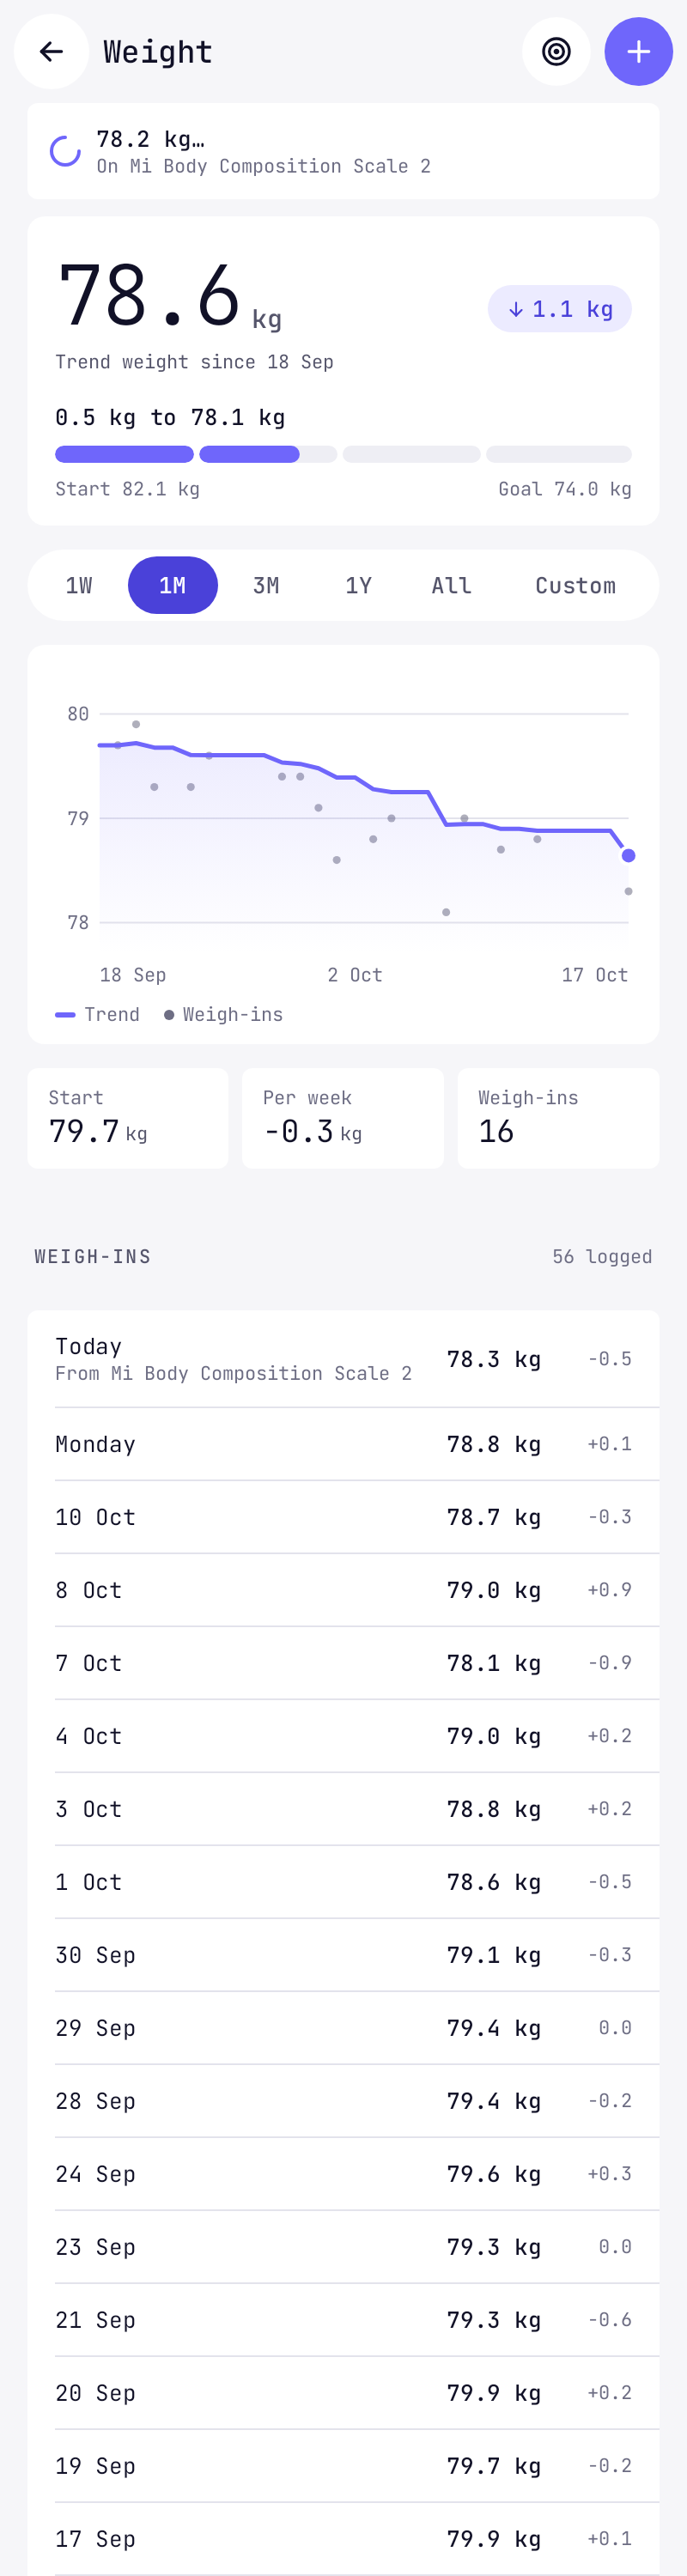 Weight
78.2 kg…
On Mi Body Composition Scale 2
78.6 kg
↓ 1.1 kg
Trend weight since 18 Sep
0.5 kg to 78.1 kg
Start 82.1 kg
Goal 74.0 kg
1W 1M 3M 1Y All Custom
80
79
78
18 Sep 2 Oct 17 Oct
Trend Weigh-ins
Start
79.7 kg
Per week
-0.3 kg
Weigh-ins
16
WEIGH-INS
56 logged
Today
From Mi Body Composition Scale 2
78.3 kg -0.5
Monday 78.8 kg +0.1
10 Oct 78.7 kg -0.3
8 Oct 79.0 kg +0.9
7 Oct 78.1 kg -0.9
4 Oct 79.0 kg +0.2
3 Oct 78.8 kg +0.2
1 Oct 78.6 kg -0.5
30 Sep 79.1 kg -0.3
29 Sep 79.4 kg 0.0
28 Sep 79.4 kg -0.2
24 Sep 79.6 kg +0.3
23 Sep 79.3 kg 0.0
21 Sep 79.3 kg -0.6
20 Sep 79.9 kg +0.2
19 Sep 79.7 kg -0.2
17 Sep 79.9 kg +0.1